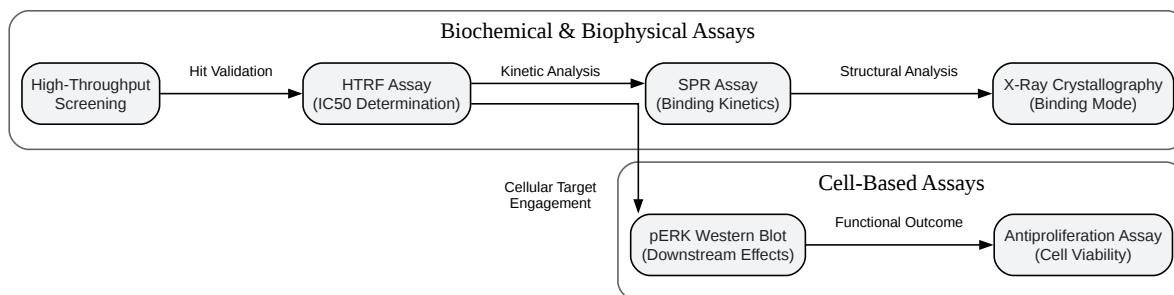 Biochemical & Biophysical Assays
High-Throughput
Screening
Hit Validation
HTRF Assay
(IC50 Determination)
Kinetic Analysis
SPR Assay
(Binding Kinetics)
Structural Analysis
X-Ray Crystallography
(Binding Mode)
Cellular Target
Engagement
Cell-Based Assays
pERK Western Blot
(Downstream Effects)
Functional Outcome
Antiproliferation Assay
(Cell Viability)